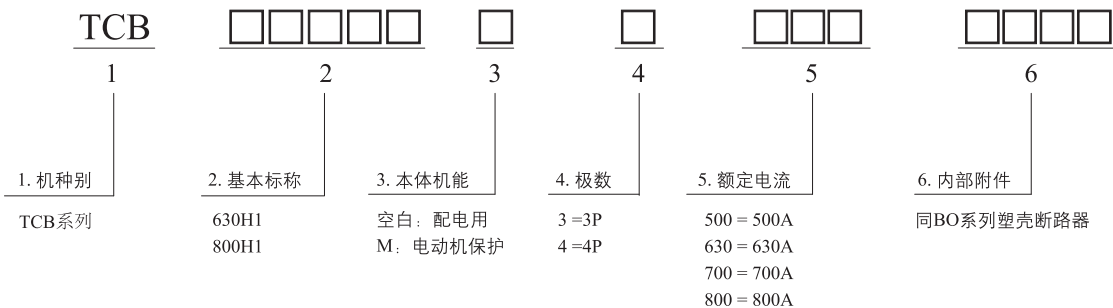 TCB □□□□□ □ □ □□□ □□□□
1 2 3 4 5 6
1. 机种别 2. 基本标称 3. 本体机能 4. 极数 5. 额定电流 6. 内部附件
TCB系列 630H1 空白：配电用 3 =3P 500 = 500A 同BO系列塑壳断路器
800H1 M：电动机保护 4 =4P 630 = 630A
700 = 700A
800 = 800A